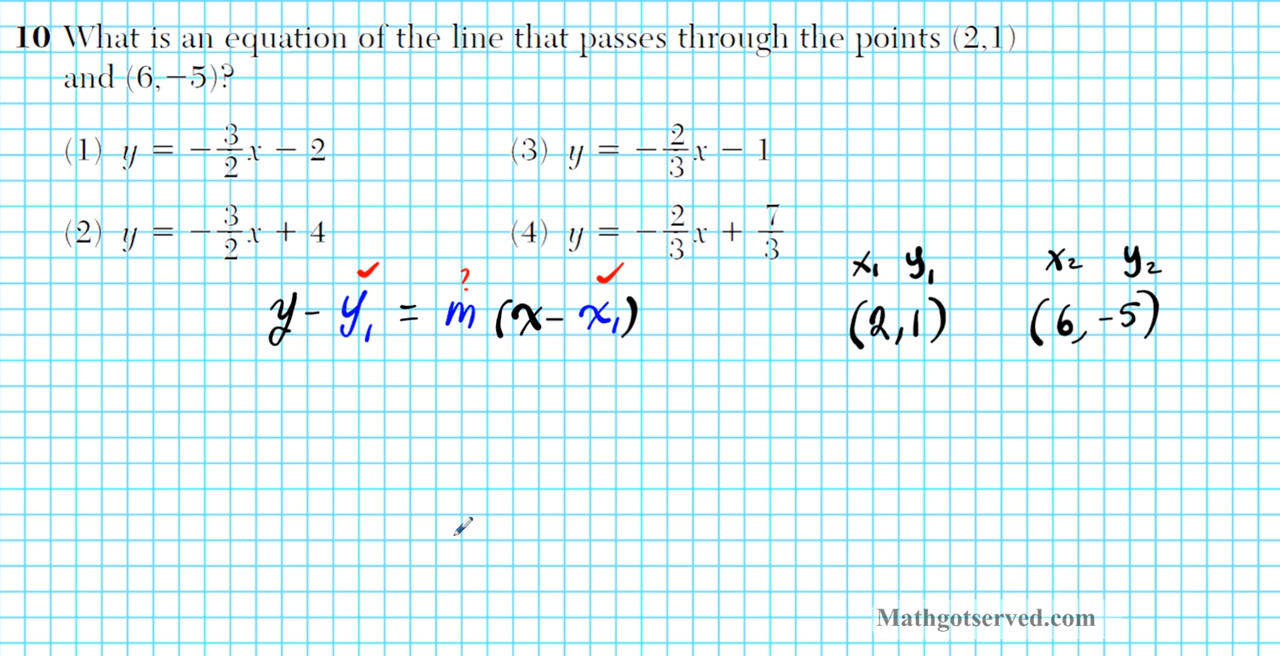 10 What is an equation of the line that passes through the points (2,1)
and (6,−5)?
(1) y = −3/2x − 2
(3) y = −2/3x − 1
(2) y = −3/2x + 4
(4) y = −2/3x + 7/3
x₁ y₁ x₂ y₂
?
y - y₁ = m (x - x₁) (2,1) (6,-5)
Mathgotserved.com